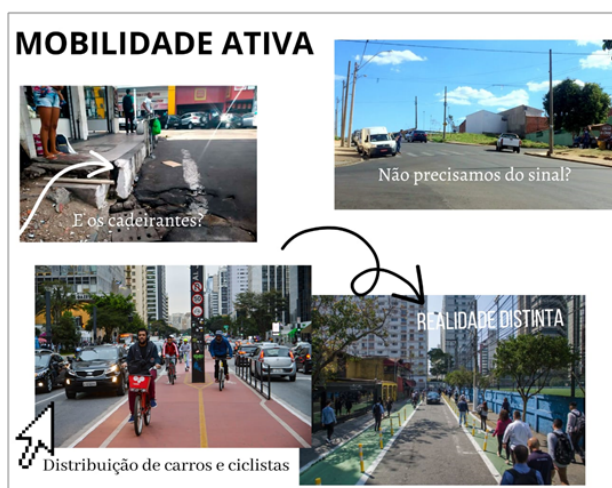 MOBILIDADE ATIVA
Não precisamos do sinal?
E os cadeirantes?
REALIDADE DISTINTA
Distribuição de carros e ciclistas